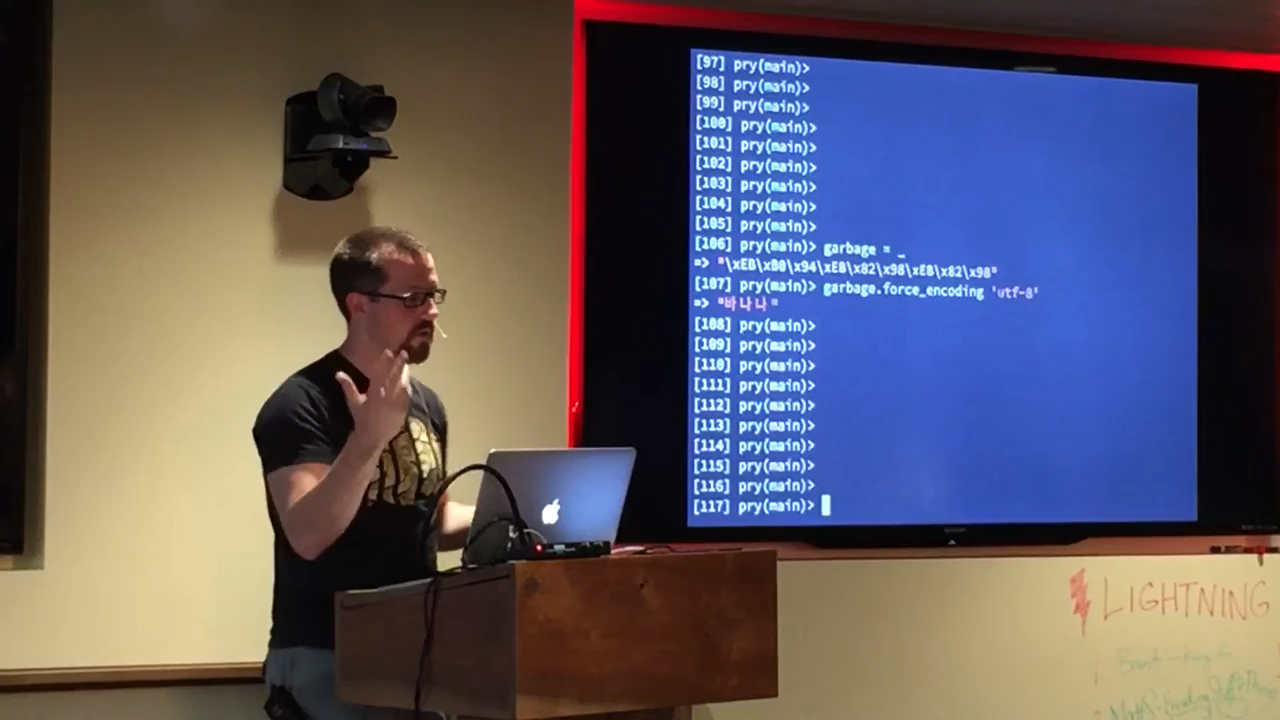 [97] pry(main)>
[98] pry(main)>
[99] pry(main)>
[100] pry(main)>
[101] pry(main)>
[102] pry(main)>
[103] pry(main)>
[104] pry(main)>
[105] pry(main)>
[106] pry(main)> garbage = _
=> "\xEB\xB0\x94\xEB\x82\x98\xEB\x82\x98"
[107] pry(main)> garbage.force_encoding 'utf-8'
=> "바나나"
[108] pry(main)>
[109] pry(main)>
[110] pry(main)>
[111] pry(main)>
[112] pry(main)>
[113] pry(main)>
[114] pry(main)>
[115] pry(main)>
[116] pry(main)>
[117] pry(main)>
LIGHTNING